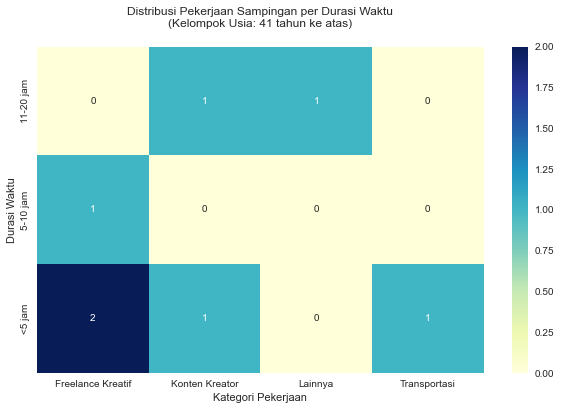 Distribusi Pekerjaan Sampingan per Durasi Waktu
(Kelompok Usia: 41 tahun ke atas)
Durasi Waktu
11-20 jam
0
1
1
0
5-10 jam
1
0
0
0
<5 jam
2
1
0
1
Freelance Kreatif
Konten Kreator
Lainnya
Transportasi
Kategori Pekerjaan
2.00
1.75
1.50
1.25
1.00
0.75
0.50
0.25
0.00